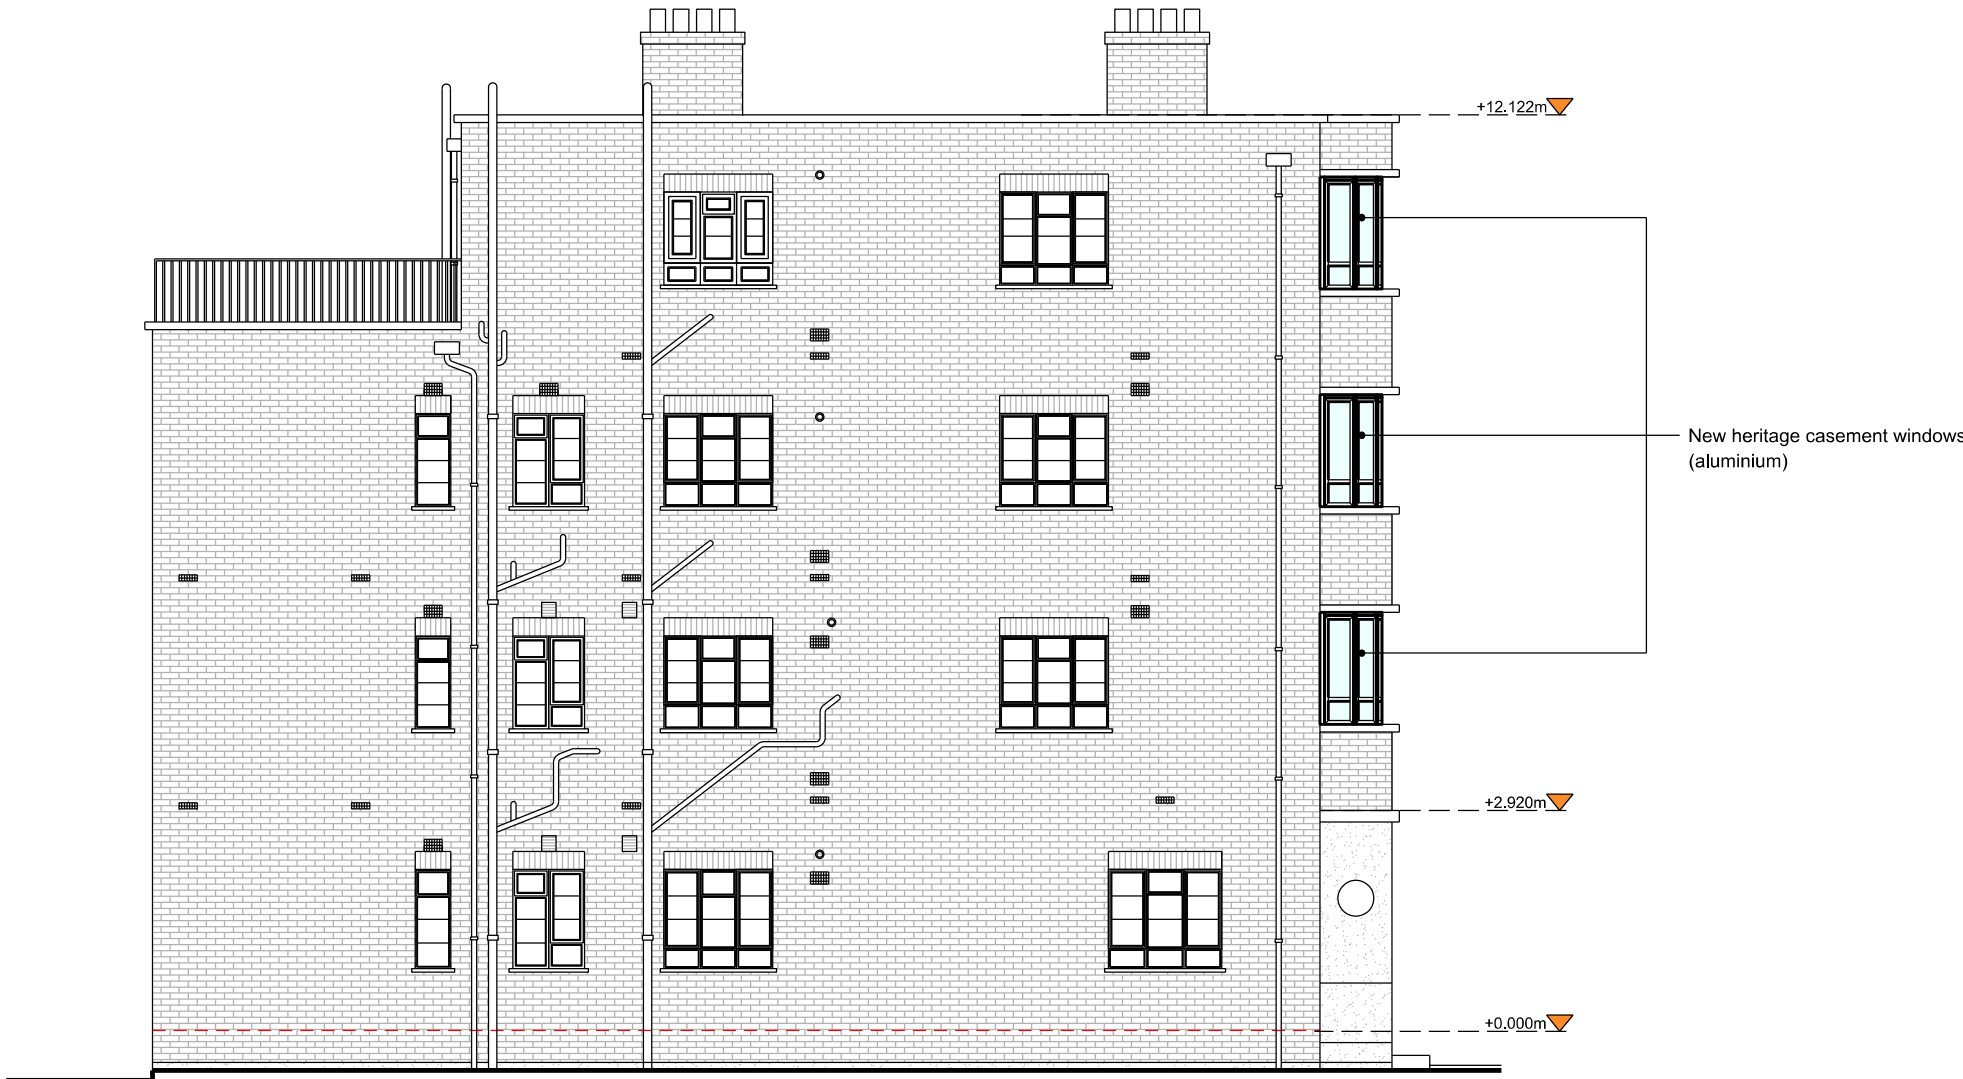 +12.122m
New heritage casement windows
(aluminium)
+2.920m
+0.000m